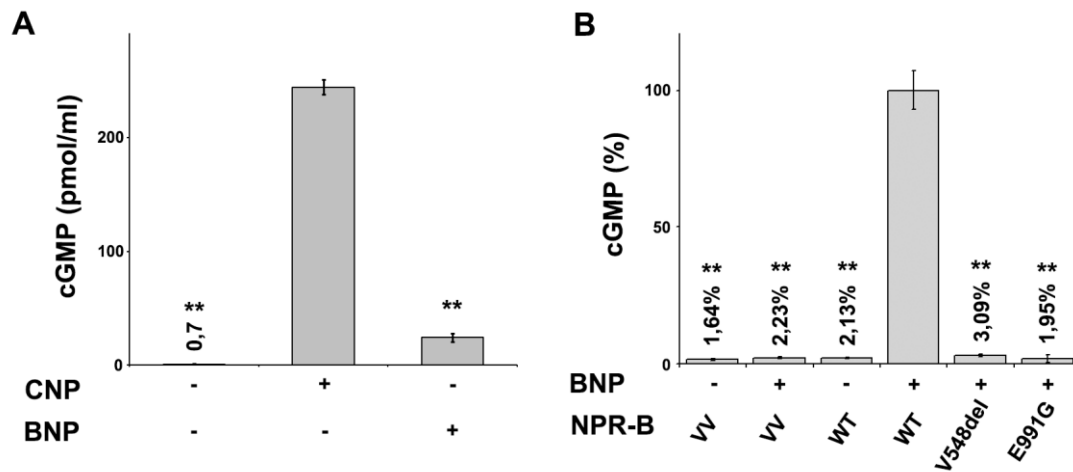 A
cGMP (pmol/ml)
200
100
0
**
0,7
**
CNP - + -
BNP - - +
B
cGMP (%)
100
50
0
** ** ** ** **
1,64% 2,23% 2,13% 3,09% 1,95%
BNP - + - + + +
NPR-B VV VV WT WT V548del E991G